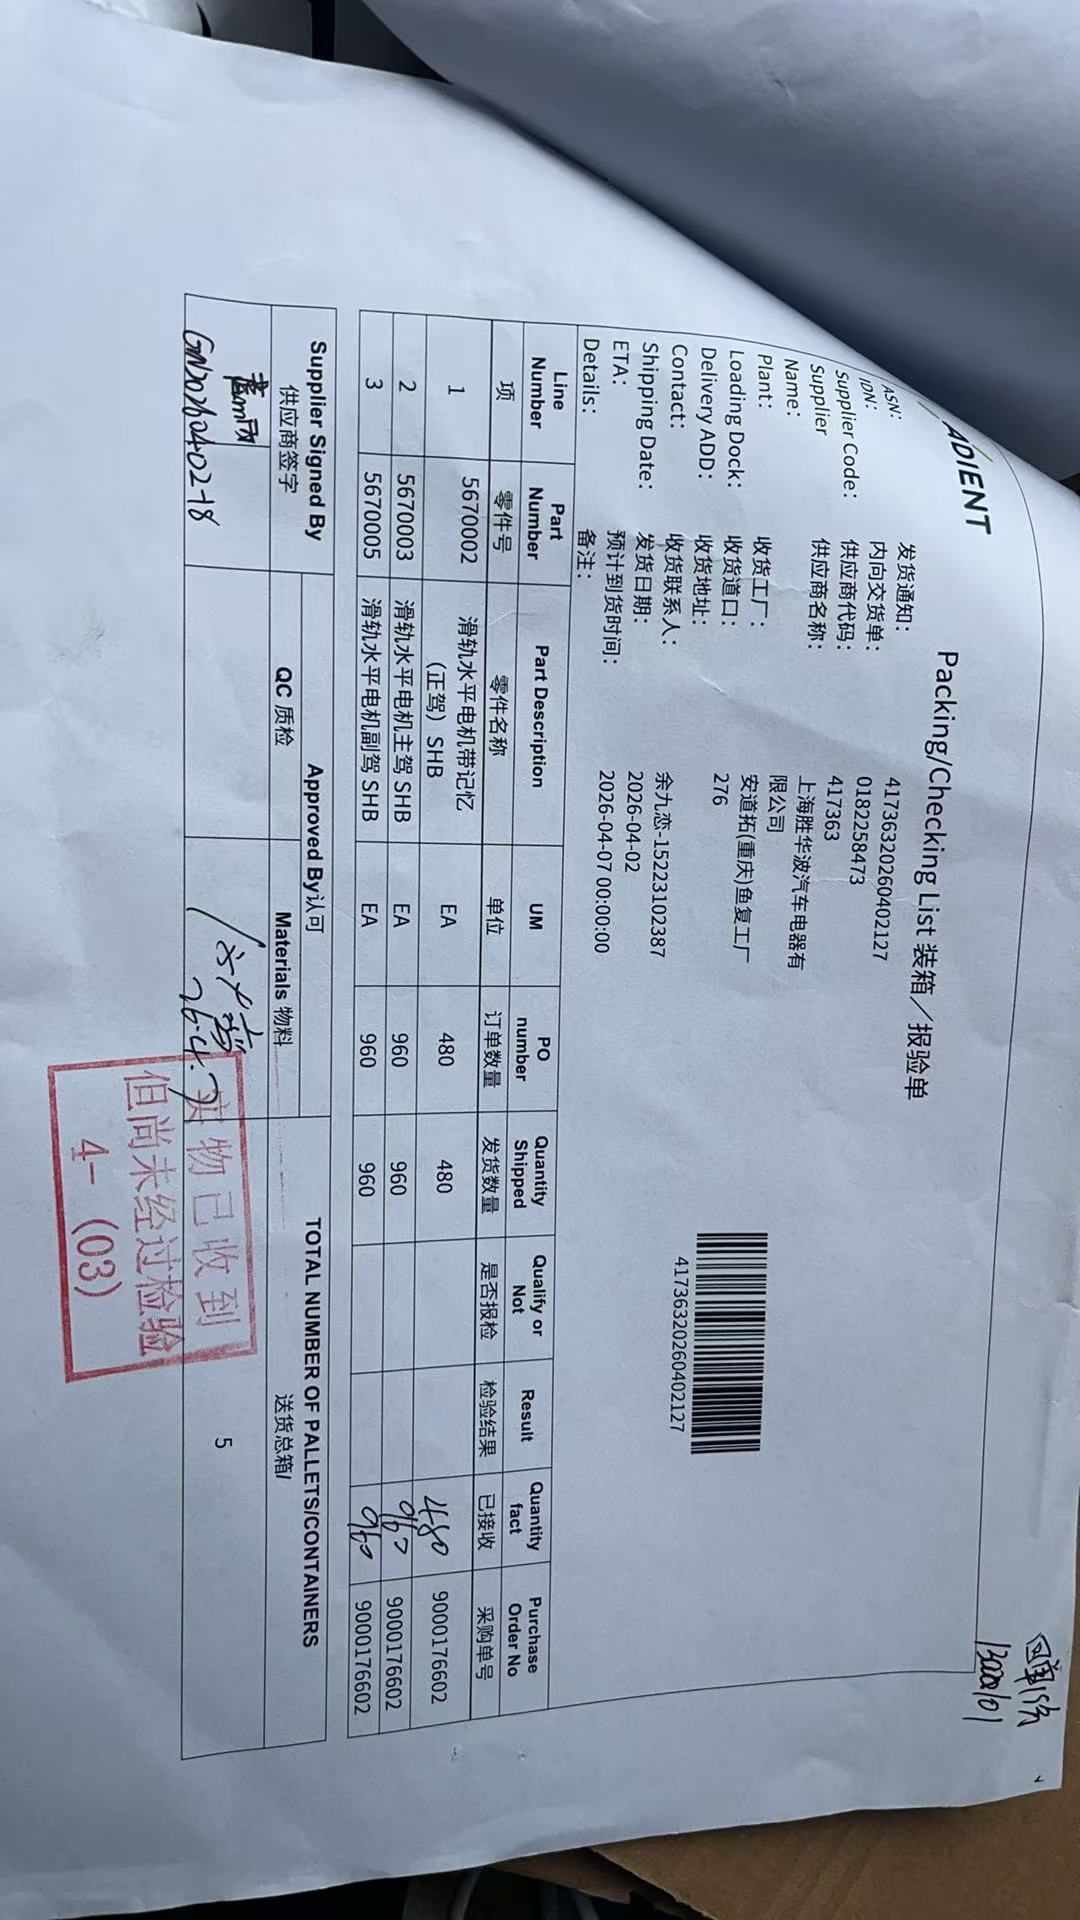 ADIENT
Packing/Checking List 装箱/报验单
ASN: 发货通知: 41736320260402127
IDN: 内向交货单: 0182258473
Supplier Code: 供应商代码: 417363
Supplier Name: 供应商名称: 上海胜华波汽车电器有限公司
Plant: 收货工厂: 安道拓(重庆)鱼复工厂
Loading Dock: 收货道口: 276
Delivery ADD: 收货地址:
Contact: 收货联系人: 余九恋-15223102387
Shipping Date: 发货日期: 2026-04-02
ETA: 预计到货时间: 2026-04-07 00:00:00
Details: 备注:
417363202604​02127
Line Number Part Number Part Description UM PO number Quantity Shipped Qualify or Not Result Quantity fact Purchase Order No
项 零件号 零件名称 单位 订单数量 发货数量 是否报检 检验结果 已接收 采购单号
1 5670002 滑轨水平电机带记忆(正驾) SHB EA 480 480 480 9000176602
2 5670003 滑轨水平电机主驾 SHB EA 960 960 960 9000176602
3 5670005 滑轨水平电机副驾 SHB EA 960 960 960 9000176602
Supplier Signed By Approved By认可 TOTAL NUMBER OF PALLETS/CONTAINERS
供应商签字 QC 质检 Materials 物料 送货总箱/
5
26.4.7
实物已收到
但尚未经过检验
4- (03)